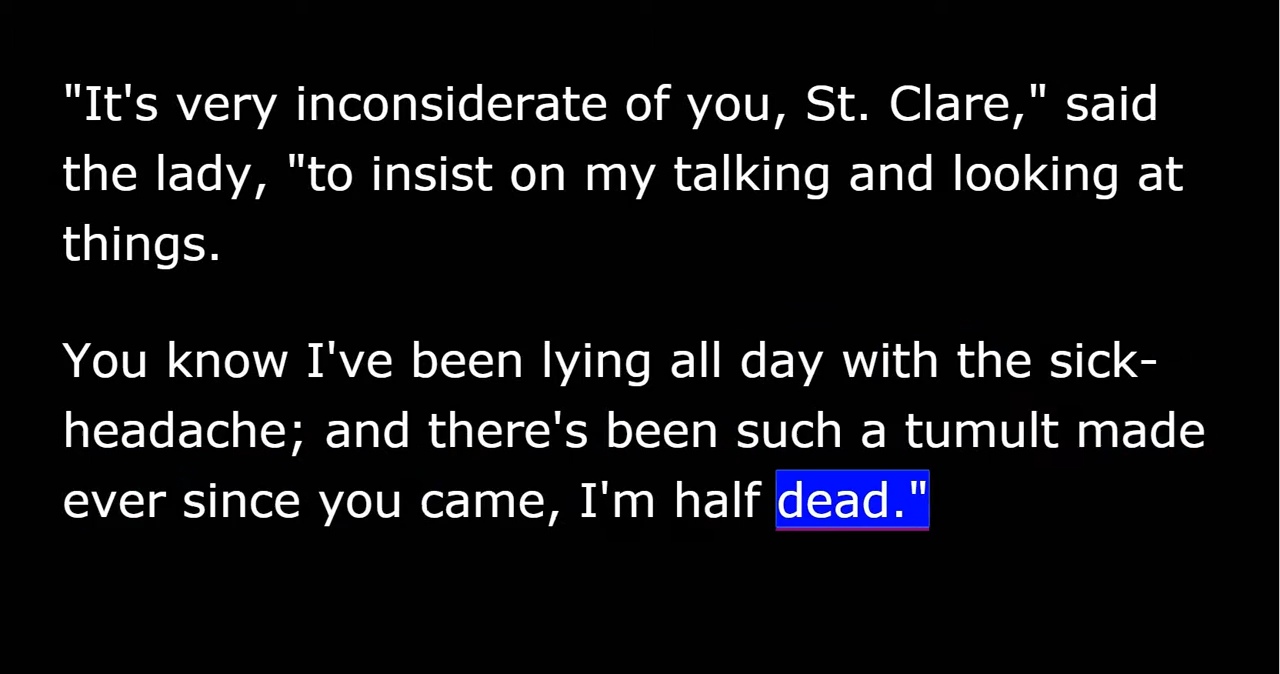 "It's very inconsiderate of you, St. Clare," said
the lady, "to insist on my talking and looking at
things.
You know I've been lying all day with the sick-
headache; and there's been such a tumult made
ever since you came, I'm half dead."